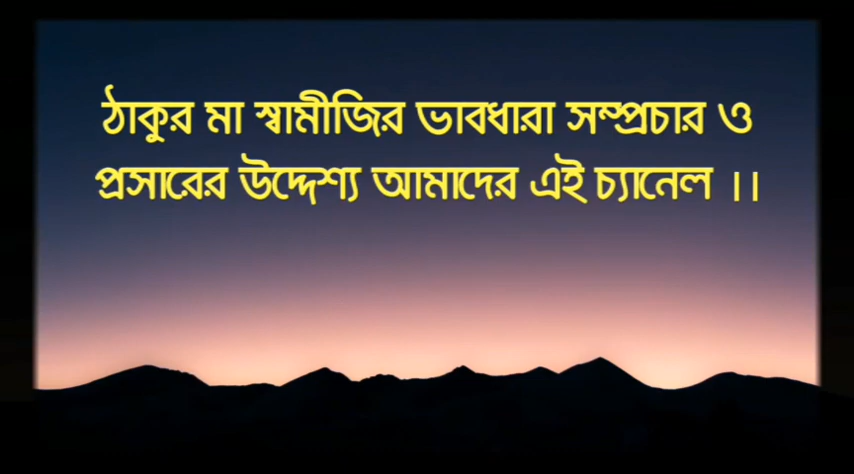 ঠাকুর মা স্বামীজির ভাবধারা সম্প্রচার ও
প্রসারের উদ্দেশ্য আমাদের এই চ্যানেল ।।